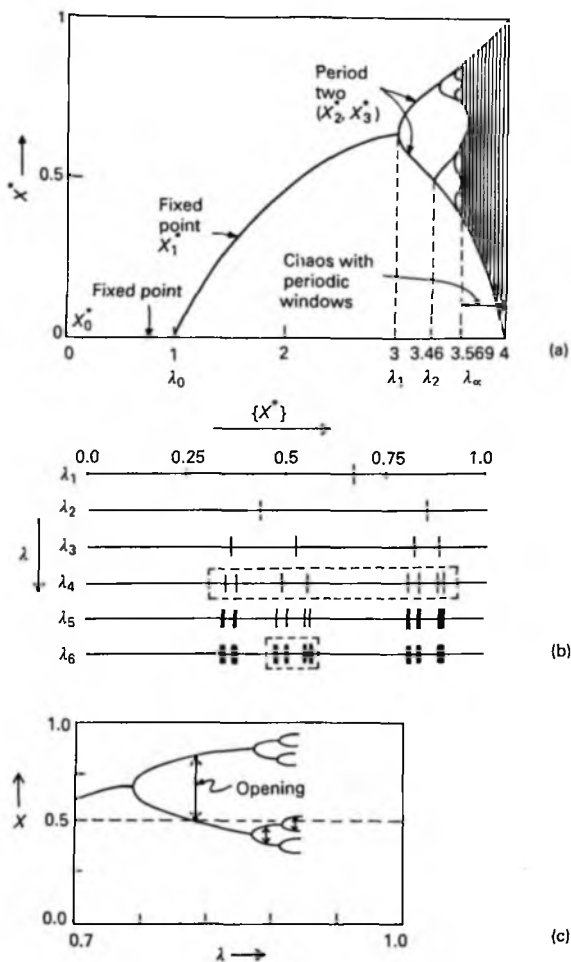 1
Period
two
(X₂*, X₃*)
X*
0.5
Fixed
point
X₁*
Chaos with
periodic
windows
Fixed point
X₀*
0
0 1 2 3 3.46 3.569 4
(a)
λ₀ λ₁ λ₂ λ∝
{X*}
0.0 0.25 0.5 0.75 1.0
λ₁
λ₂
λ₃
λ
λ₄
λ₅
λ₆
(b)
1.0
X
Opening
0.5
0.0
0.7 λ 1.0
(c)